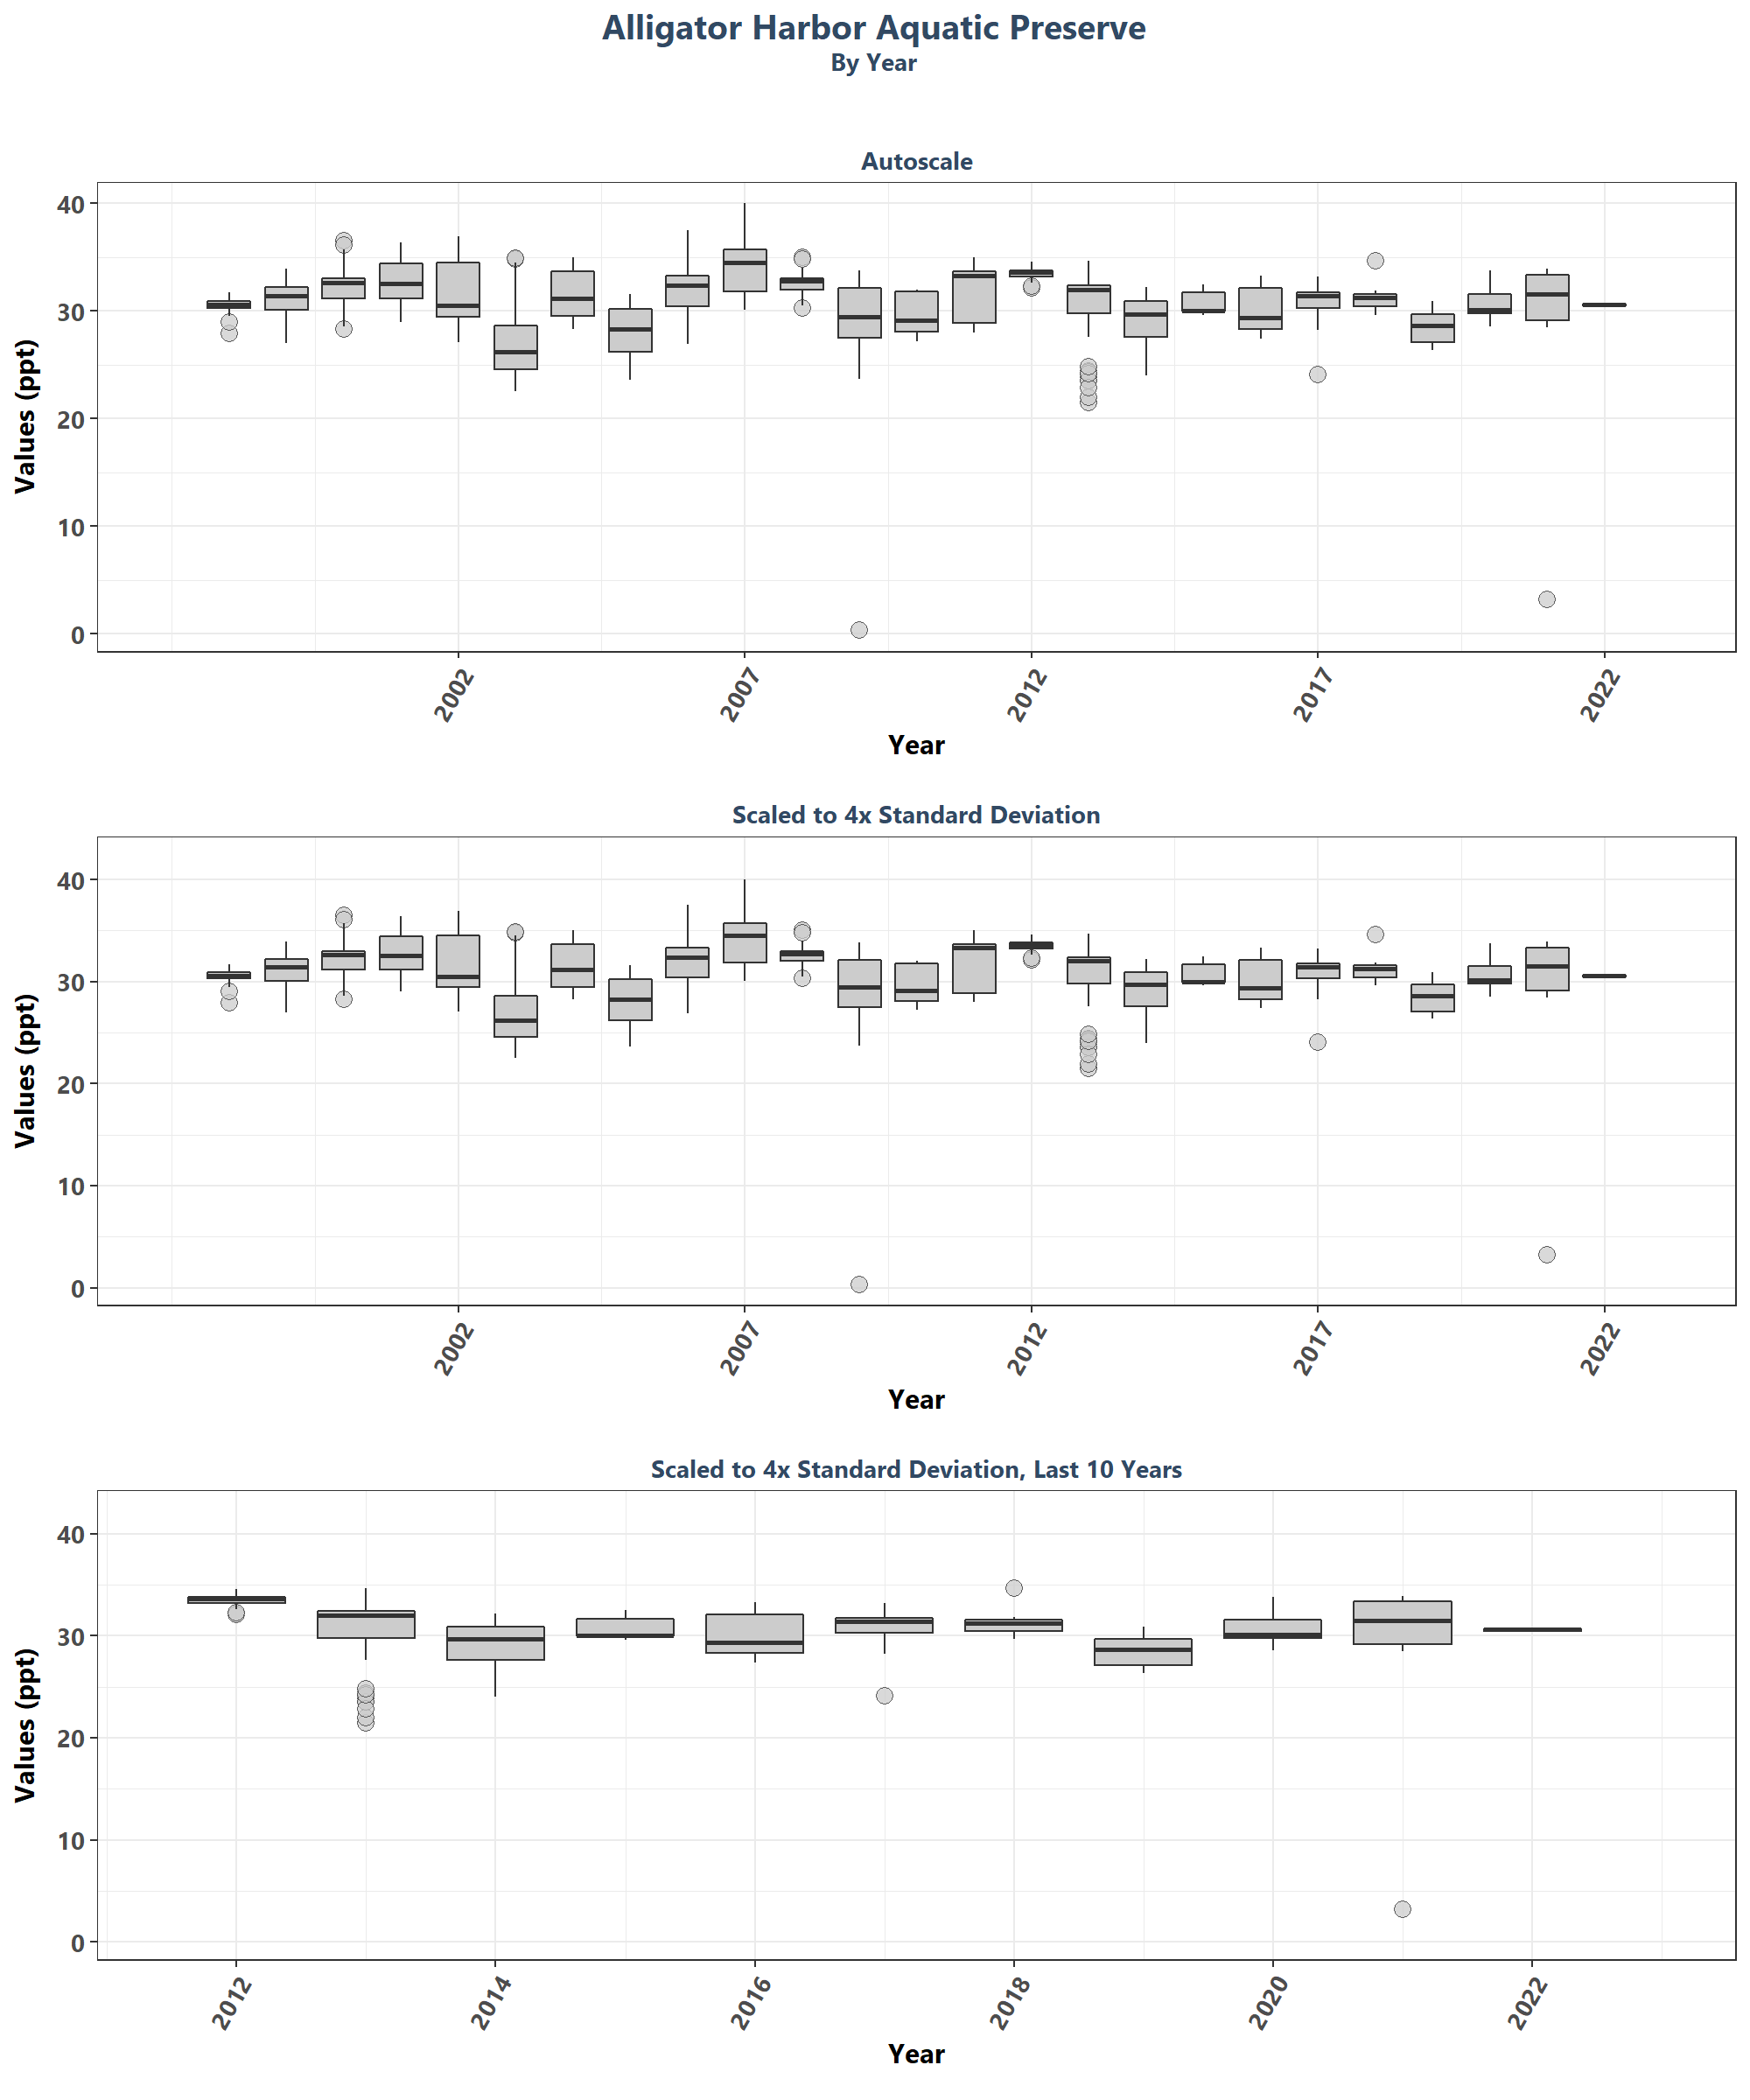 Alligator Harbor Aquatic Preserve
By Year
Autoscale
40
30
20
10
0
Values (ppt)
2002 2007 2012 2017 2022
Year
Scaled to 4x Standard Deviation
40
30
20
10
0
Values (ppt)
2002 2007 2012 2017 2022
Year
Scaled to 4x Standard Deviation, Last 10 Years
40
30
20
10
0
Values (ppt)
2012 2014 2016 2018 2020 2022
Year